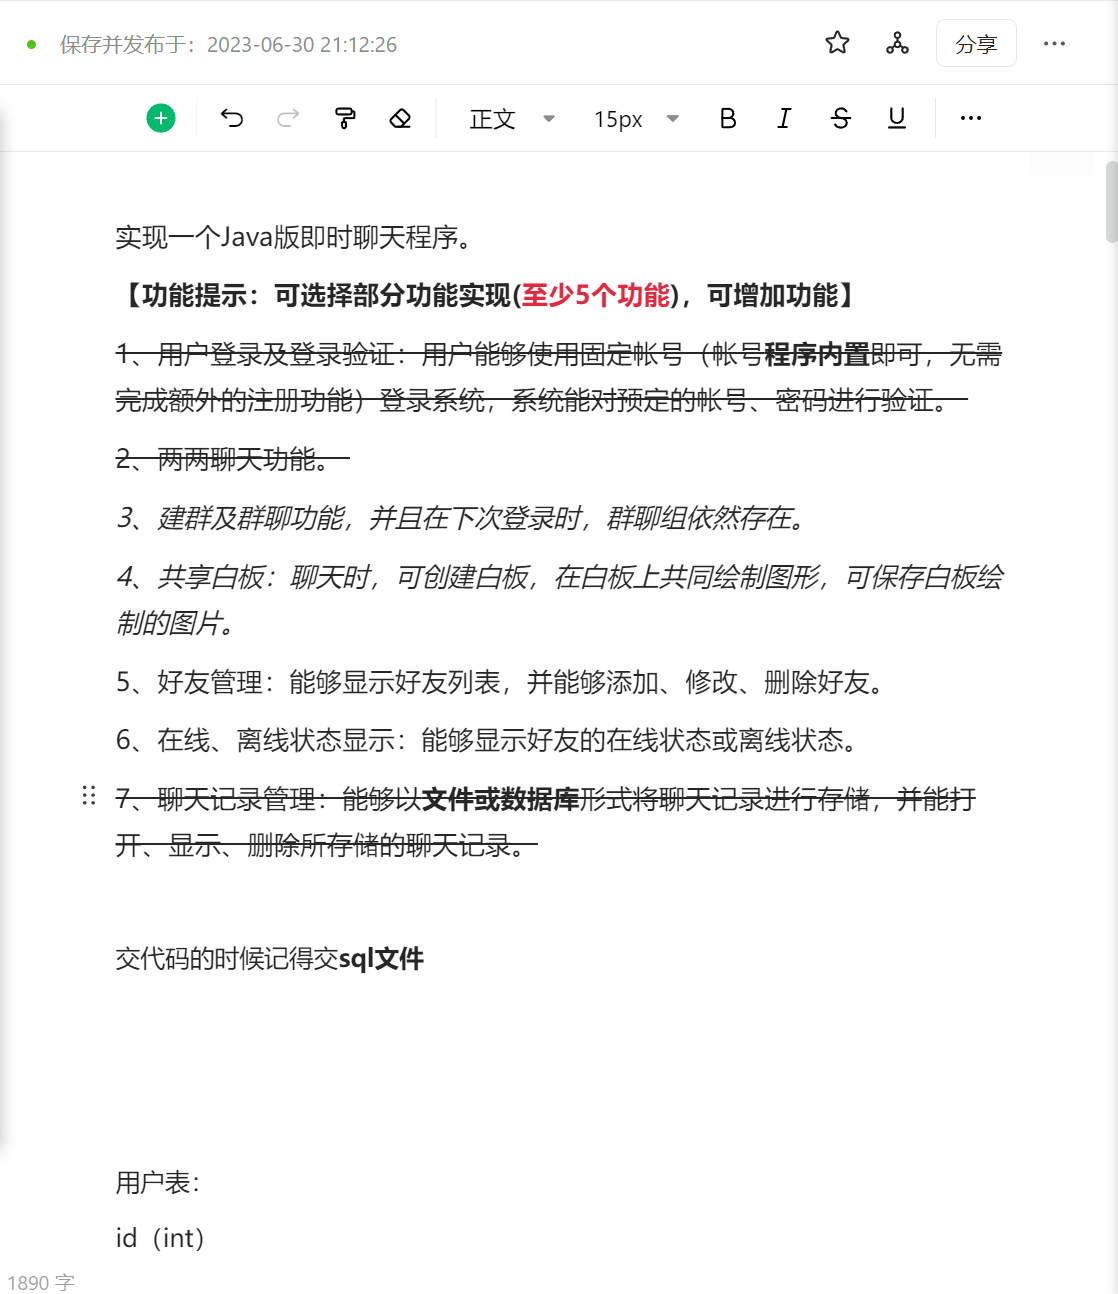 保存并发布于：2023-06-30 21:12:26
分享
正文
15px
B I S U
实现一个Java版即时聊天程序。
【功能提示：可选择部分功能实现(至少5个功能)，可增加功能】
1、用户登录及登录验证：用户能够使用固定帐号（帐号程序内置即可，无需
完成额外的注册功能）登录系统，系统能对预定的帐号、密码进行验证。
2、两两聊天功能。
3、建群及群聊功能，并且在下次登录时，群聊组依然存在。
4、共享白板：聊天时，可创建白板，在白板上共同绘制图形，可保存白板绘
制的图片。
5、好友管理：能够显示好友列表，并能够添加、修改、删除好友。
6、在线、离线状态显示：能够显示好友的在线状态或离线状态。
7、聊天记录管理：能够以文件或数据库形式将聊天记录进行存储，并能打
开、显示、删除所存储的聊天记录。
交代码的时候记得交sql文件
用户表：
id（int）
1890 字